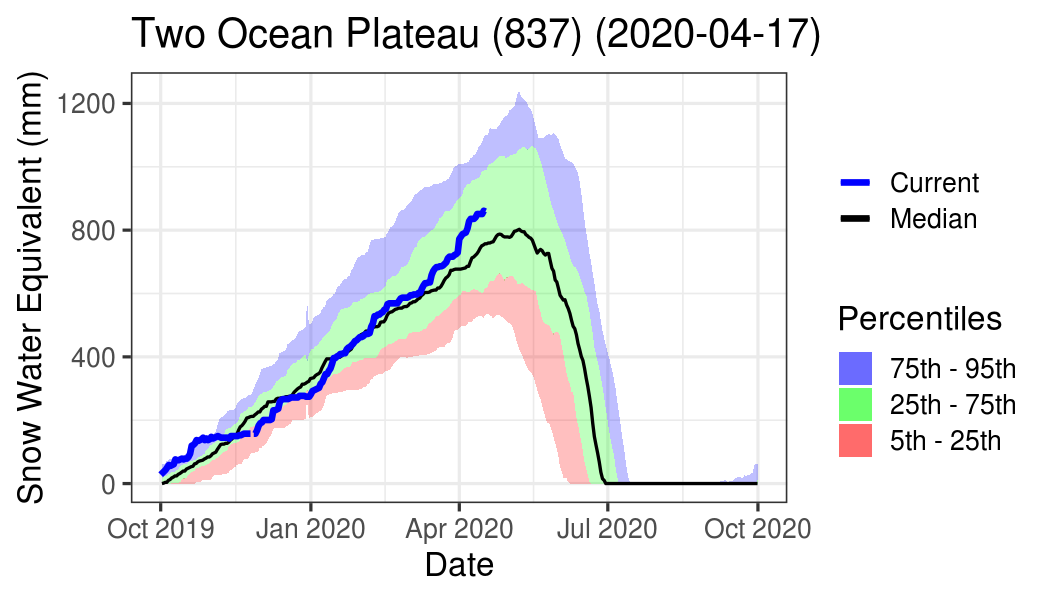 Two Ocean Plateau (837) (2020-04-17)
Snow Water Equivalent (mm)
1200
800
400
0
Oct 2019 Jan 2020 Apr 2020 Jul 2020 Oct 2020
Date
Current
Median
Percentiles
75th - 95th
25th - 75th
5th - 25th